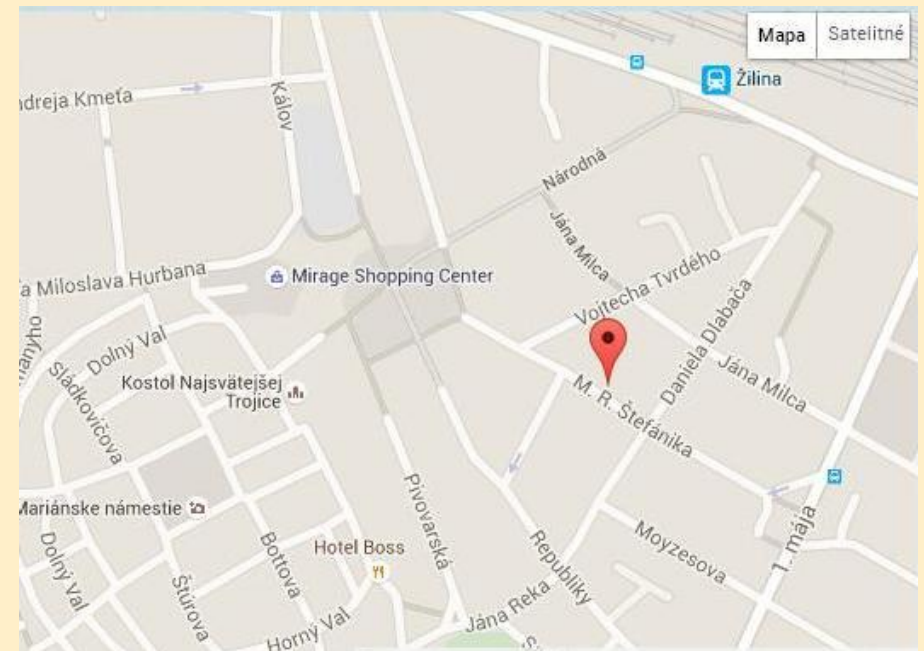 Mapa
Satelitné
Žilina
ndreja Kmeťa
Kálov
Národná
Jána Milca
Vojtecha Tvrdého
a Miloslava Hurbana
Mirage Shopping Center
Daniela Dlabača
Dolný Val
manyho
Sládkovičova
Kostol Najsvätejšej
Trojice
Jána Milca
M. R. Štefánika
Pivovarská
Mariánske námestie
Republiky
Moyzesova
1. mája
Dolný Val
Štúrova
Bottova
Hotel Boss
Horný Val
Jána Reka